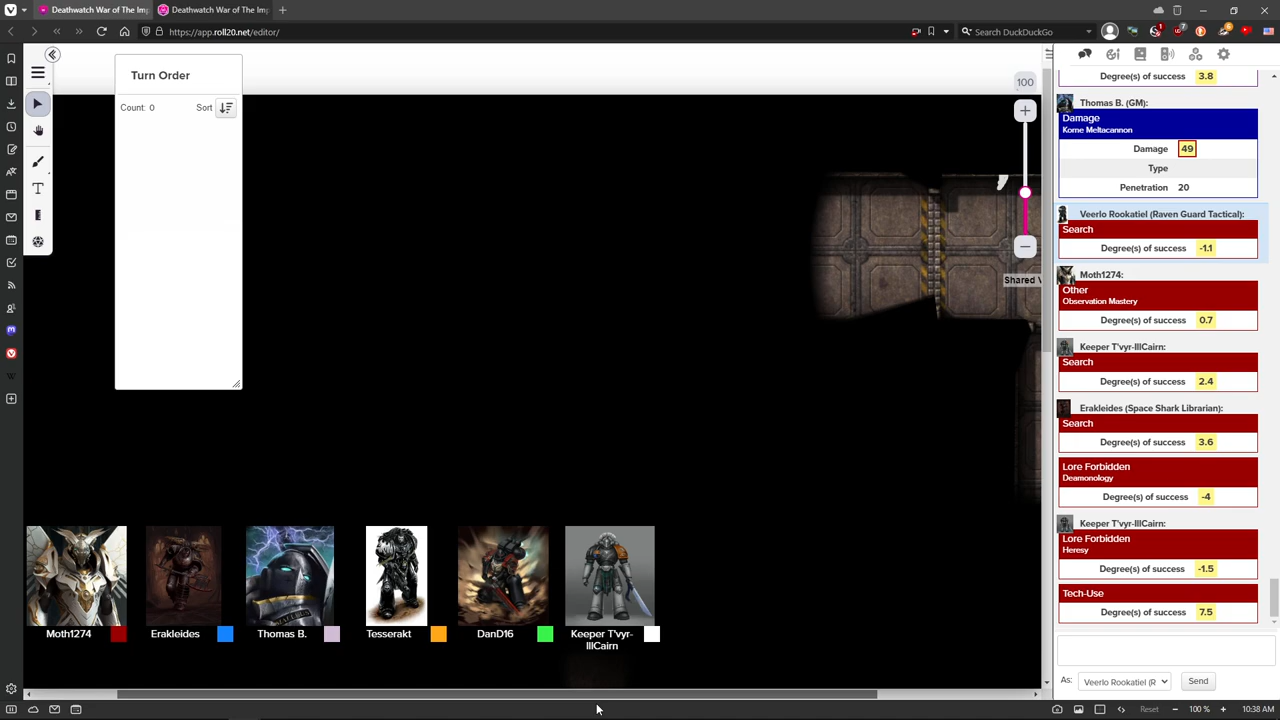 Deathwatch War of The Imp
Deathwatch War of The Imp
https://app.roll20.net/editor/
Search DuckDuckGo
Turn Order
Count: 0
Sort
100
Shared V
Degree(s) of success 3.8
Thomas B. (GM):
Damage
Kome Meltacannon
Damage 49
Type
Penetration 20
Veerlo Rookatiel (Raven Guard Tactical):
Search
Degree(s) of success -1.1
Moth1274:
Other
Observation Mastery
Degree(s) of success 0.7
Keeper T'vyr-IllCairn:
Search
Degree(s) of success 2.4
Erakleides (Space Shark Librarian):
Search
Degree(s) of success 3.6
Lore Forbidden
Deamonology
Degree(s) of success -4
Keeper T'vyr-IllCairn:
Lore Forbidden
Heresy
Degree(s) of success -1.5
Tech-Use
Degree(s) of success 7.5
Moth1274
Erakleides
Thomas B.
Tesserakt
DanD16
Keeper T'vyr-
IllCairn
As: Veerlo Rookatiel (R Send
Reset 100 % 10:38 AM